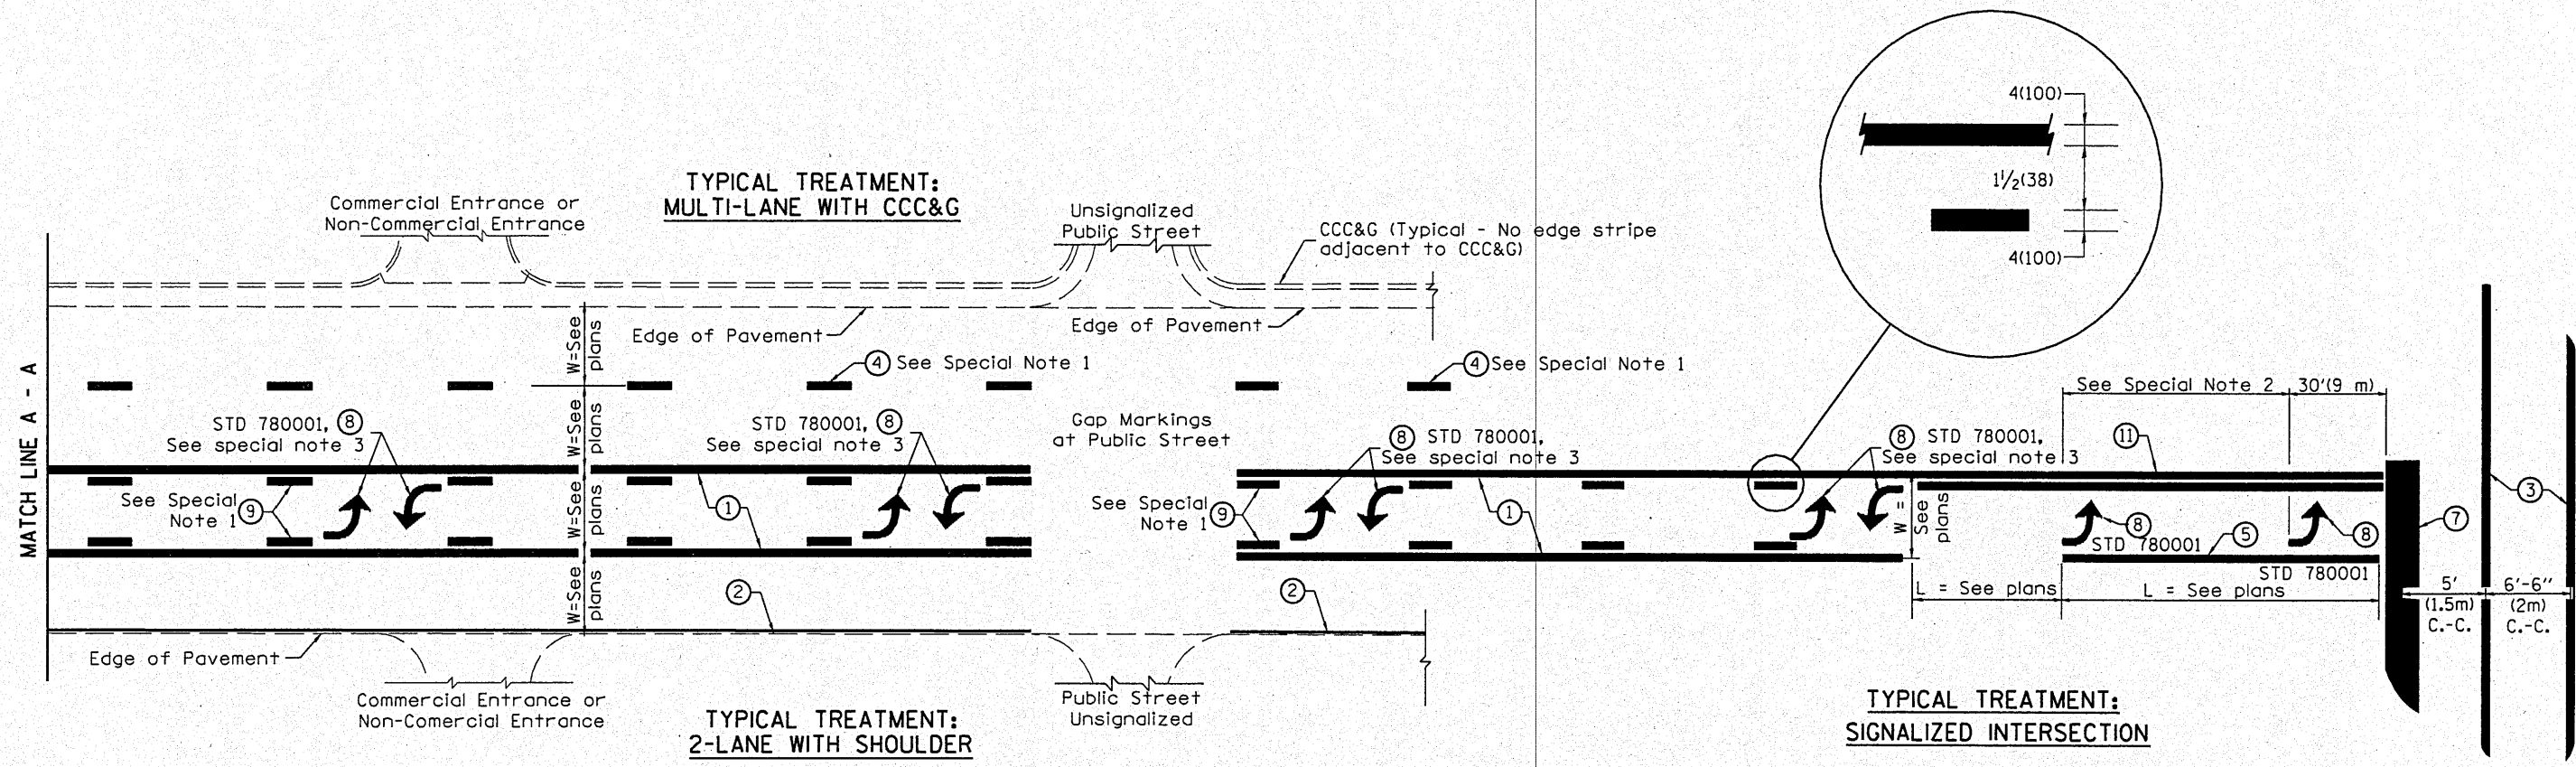 4(100)
1 1/2(38)
4(100)
TYPICAL TREATMENT:
MULTI-LANE WITH CCC&G
Commercial Entrance or
Non-Commercial Entrance
Unsignalized
Public Street
CCC&G (Typical - No edge stripe
adjacent to CCC&G)
Edge of Pavement
Edge of Pavement
W=See
plans
MATCH LINE A - A
4 See Special Note 1
4 See Special Note 1
See Special Note 2
30'(9 m)
W=See
plans
STD 780001, 8
See special note 3
STD 780001, 8
See special note 3
Gap Markings
at Public Street
8 STD 780001,
See special note 3
8 STD 780001,
See special note 3
11
3
See Special
Note 1 9
W=See
plans
1
See Special
Note 1 9
1
W =
See
plans
8
STD 780001
5
8
7
STD 780001
W=See
plans
2
2
L = See plans
L = See plans
5'
(1.5m)
C.-C.
6'-6"
(2m)
C.-C.
Edge of Pavement
Commercial Entrance or
Non-Comercial Entrance
Public Street
Unsignalized
TYPICAL TREATMENT:
2-LANE WITH SHOULDER
TYPICAL TREATMENT:
SIGNALIZED INTERSECTION